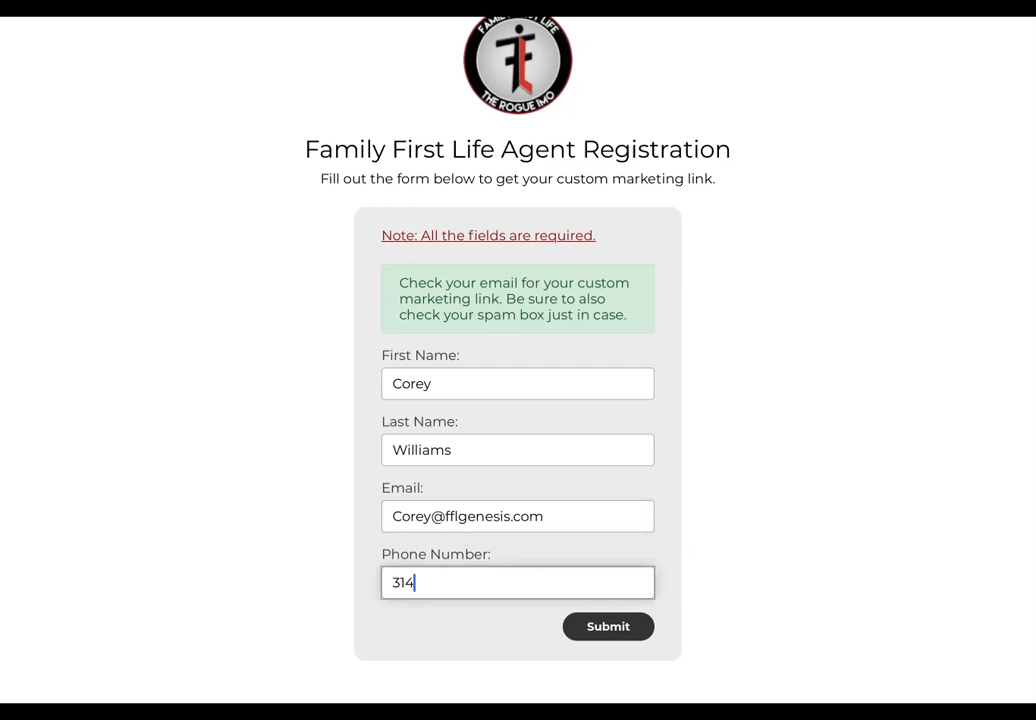 FAMILY FIRST LIFE
THE ROGUE IMO
Family First Life Agent Registration
Fill out the form below to get your custom marketing link.
Note: All the fields are required.
Check your email for your custom
marketing link. Be sure to also
check your spam box just in case.
First Name:
Corey
Last Name:
Williams
Email:
Corey@fflgenesis.com
Phone Number:
314
Submit